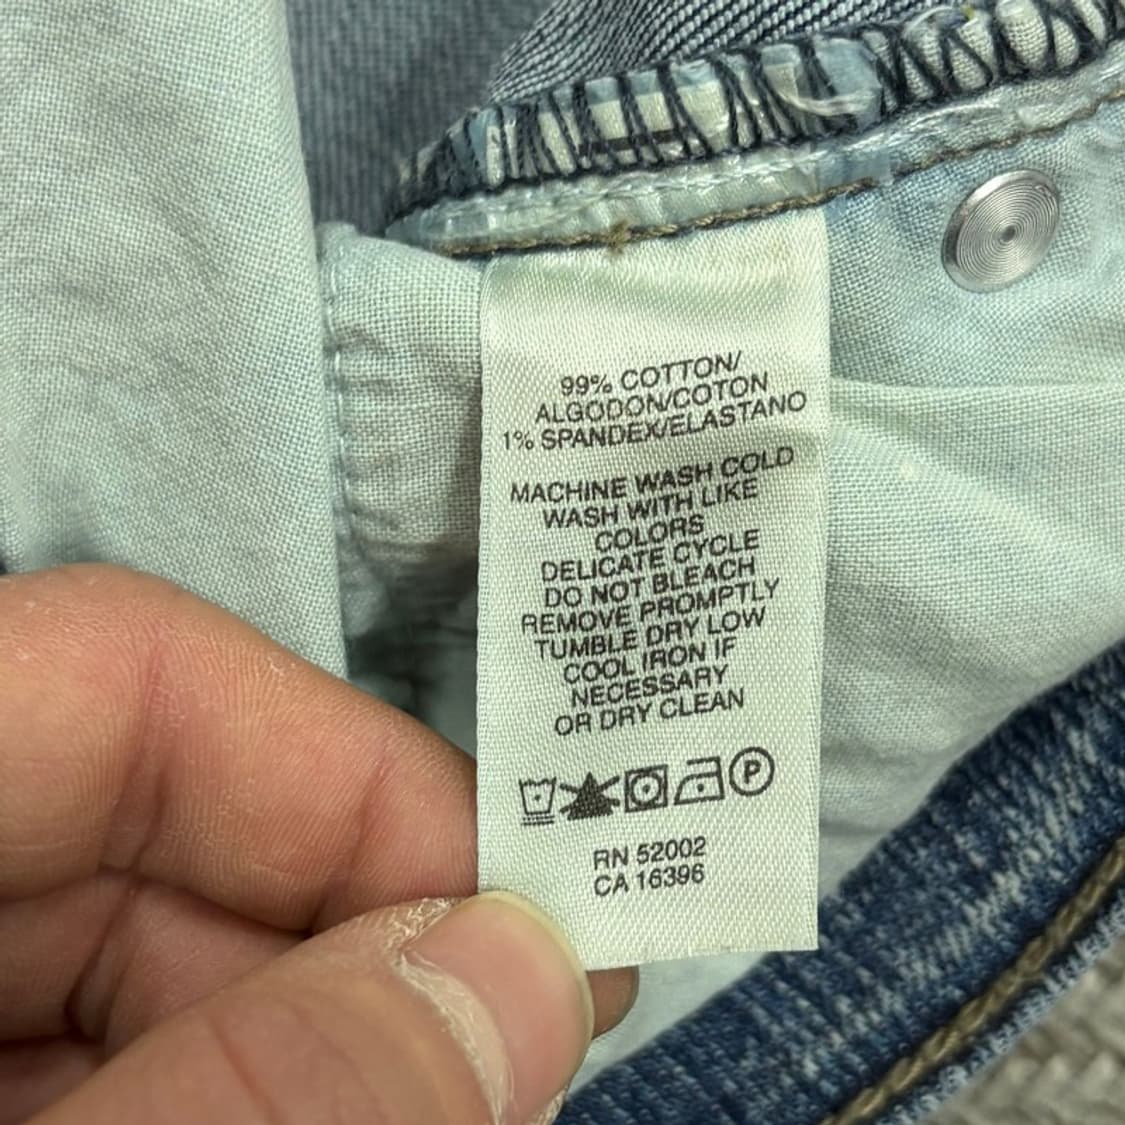 99% COTTON/
ALGODON/COTON
1% SPANDEX/ELASTANO
MACHINE WASH COLD
WASH WITH LIKE
COLORS
DELICATE CYCLE
DO NOT BLEACH
REMOVE PROMPTLY
TUMBLE DRY LOW
COOL IRON IF
NECESSARY
OR DRY CLEAN
P
RN 52002
CA 16396